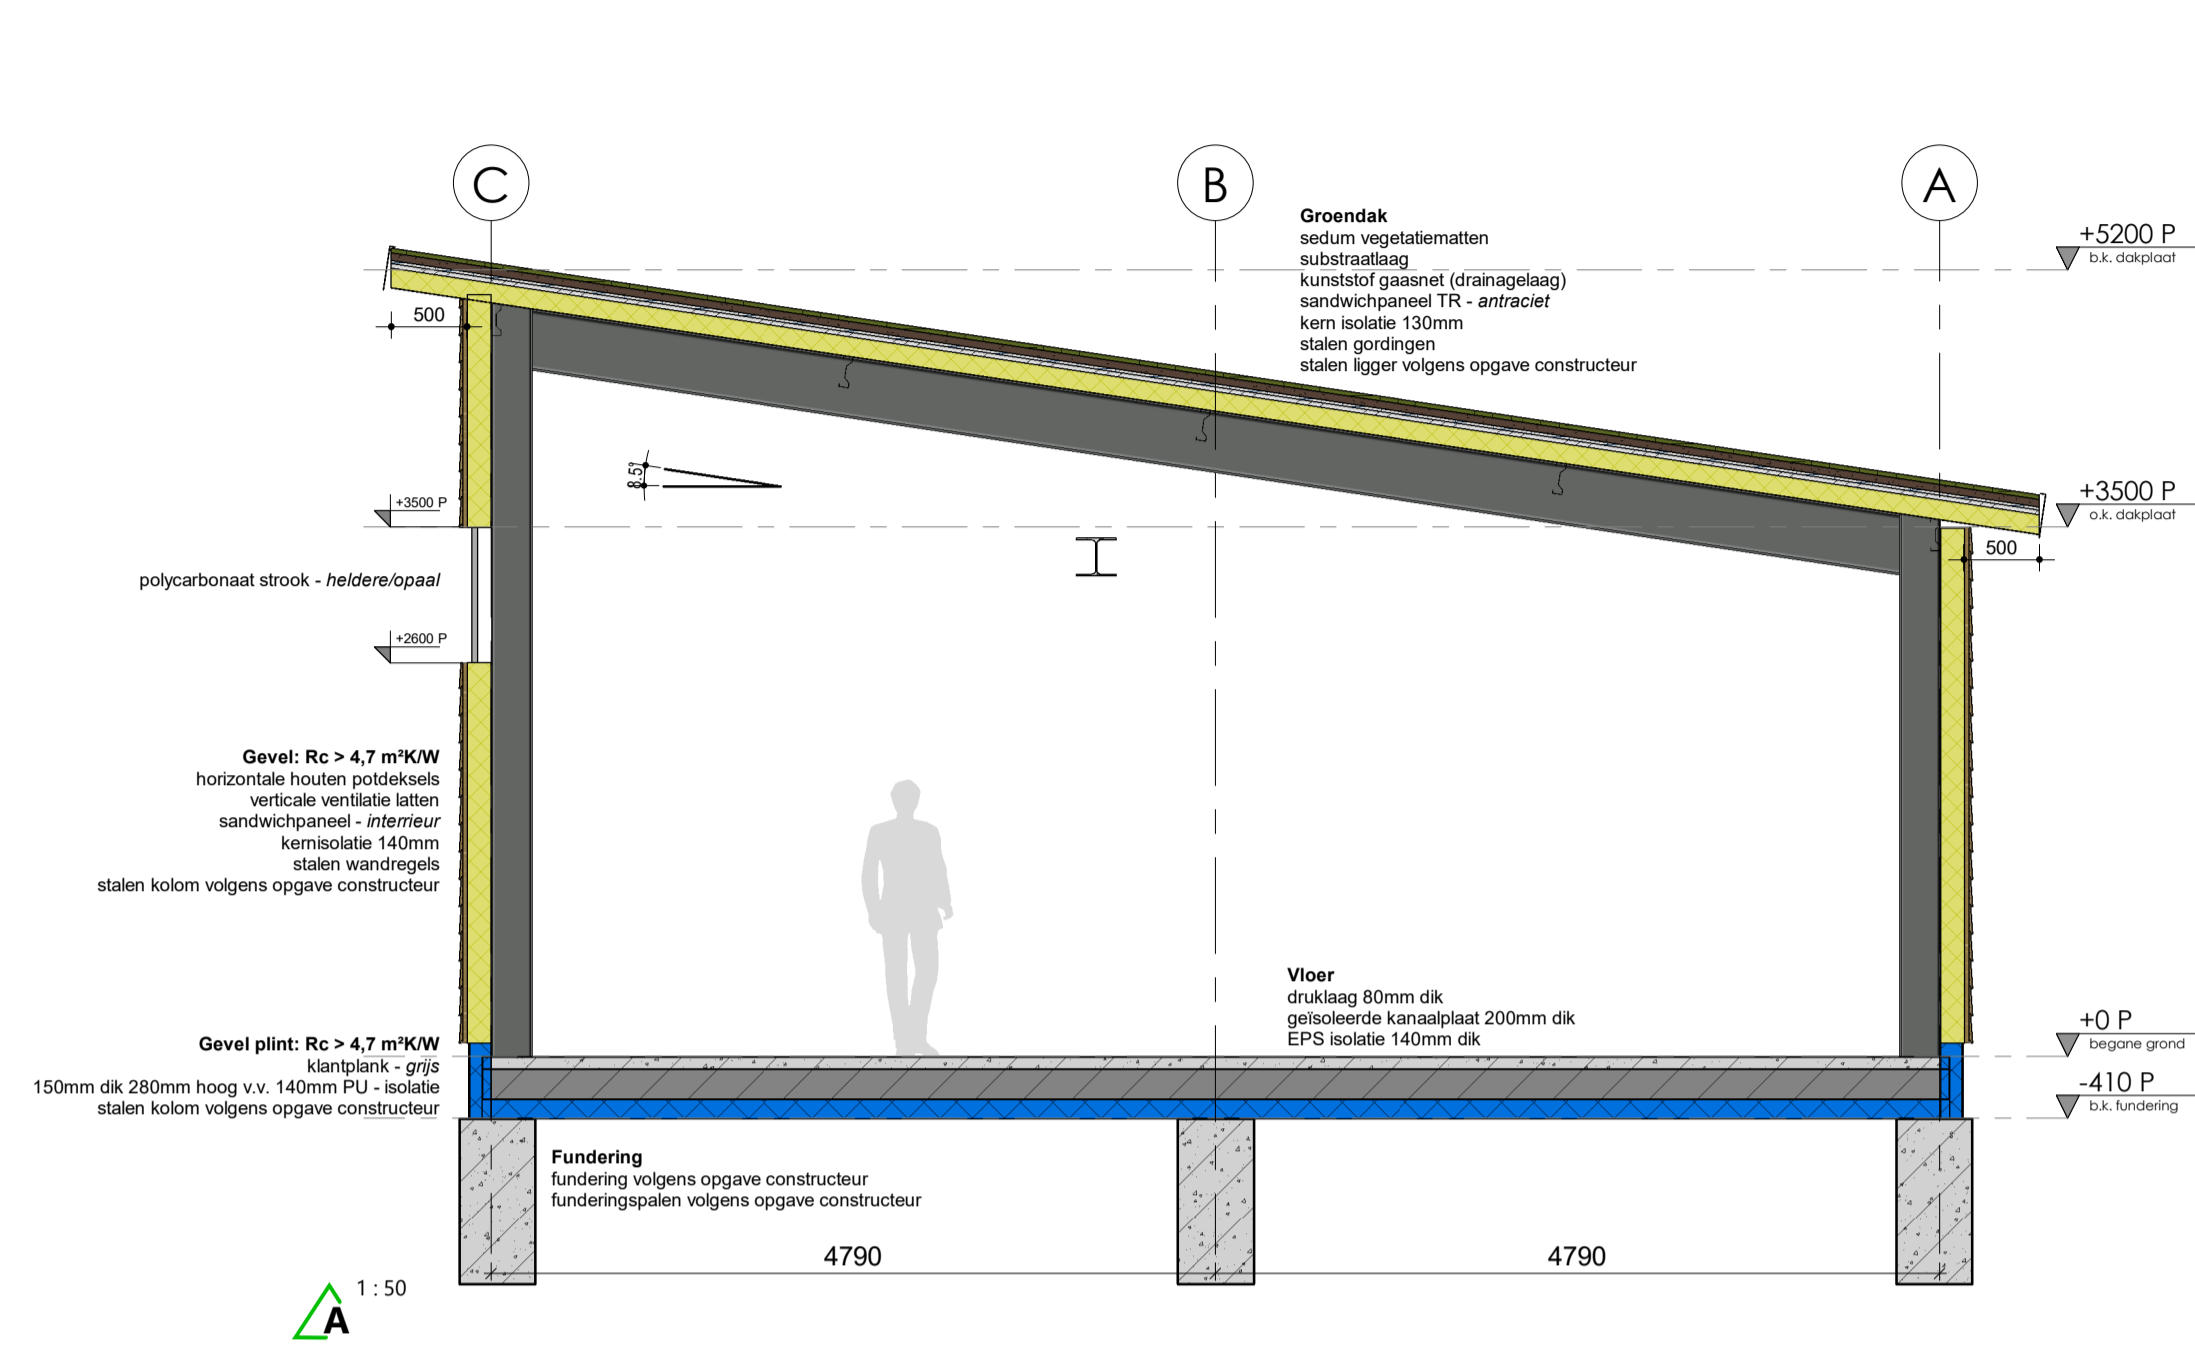 C
B
A
Groendak
sedum vegetatiematten
substraatlaag
kunststof gaasnet (drainagelaag)
sandwichpaneel TR - antraciet
kern isolatie 130mm
stalen gordingen
stalen ligger volgens opgave constructeur
+5200 P
b.k. dakplaat
500
8.5°
+3500 P
+3500 P
o.k. dakplaat
500
polycarbonaat strook - heldere/opaal
+2600 P
Gevel: Rc > 4,7 m²K/W
horizontale houten potdeksels
verticale ventilatie latten
sandwichpaneel - interrieur
kernisolatie 140mm
stalen wandregels
stalen kolom volgens opgave constructeur
Vloer
druklaag 80mm dik
geïsoleerde kanaalplaat 200mm dik
EPS isolatie 140mm dik
+0 P
begane grond
-410 P
b.k. fundering
Gevel plint: Rc > 4,7 m²K/W
klantplank - grijs
150mm dik 280mm hoog v.v. 140mm PU - isolatie
stalen kolom volgens opgave constructeur
Fundering
fundering volgens opgave constructeur
funderingspalen volgens opgave constructeur
4790
4790
A
1 : 50